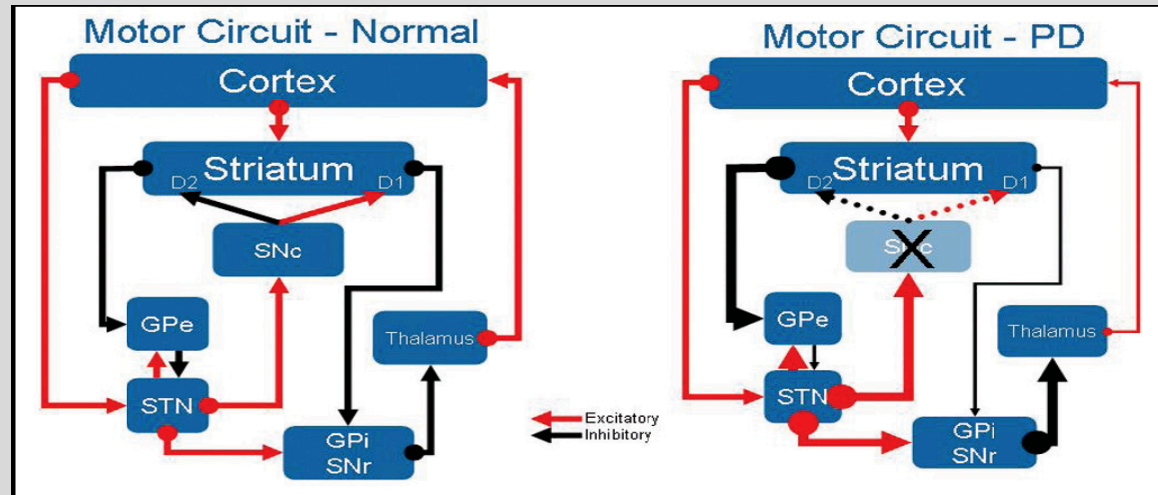 Motor Circuit - Normal
Cortex
Striatum
D2
D1
SNc
GPe
Thalamus
STN
GPi
SNr
Excitatory
Inhibitory
Motor Circuit - PD
Cortex
Striatum
D2
D1
SNc
GPe
Thalamus
STN
GPi
SNr